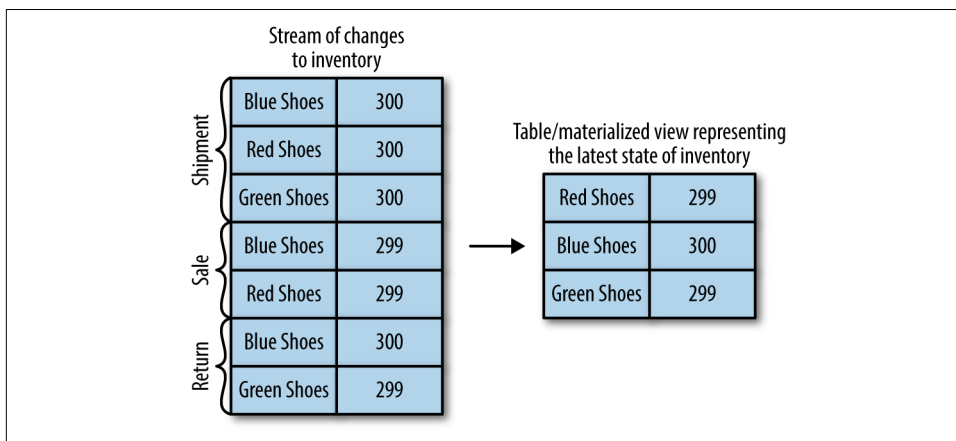 Stream of changes
to inventory
Shipment
Blue Shoes 300
Red Shoes 300
Green Shoes 300
Sale
Blue Shoes 299
Red Shoes 299
Return
Blue Shoes 300
Green Shoes 299
Table/materialized view representing
the latest state of inventory
Red Shoes 299
Blue Shoes 300
Green Shoes 299